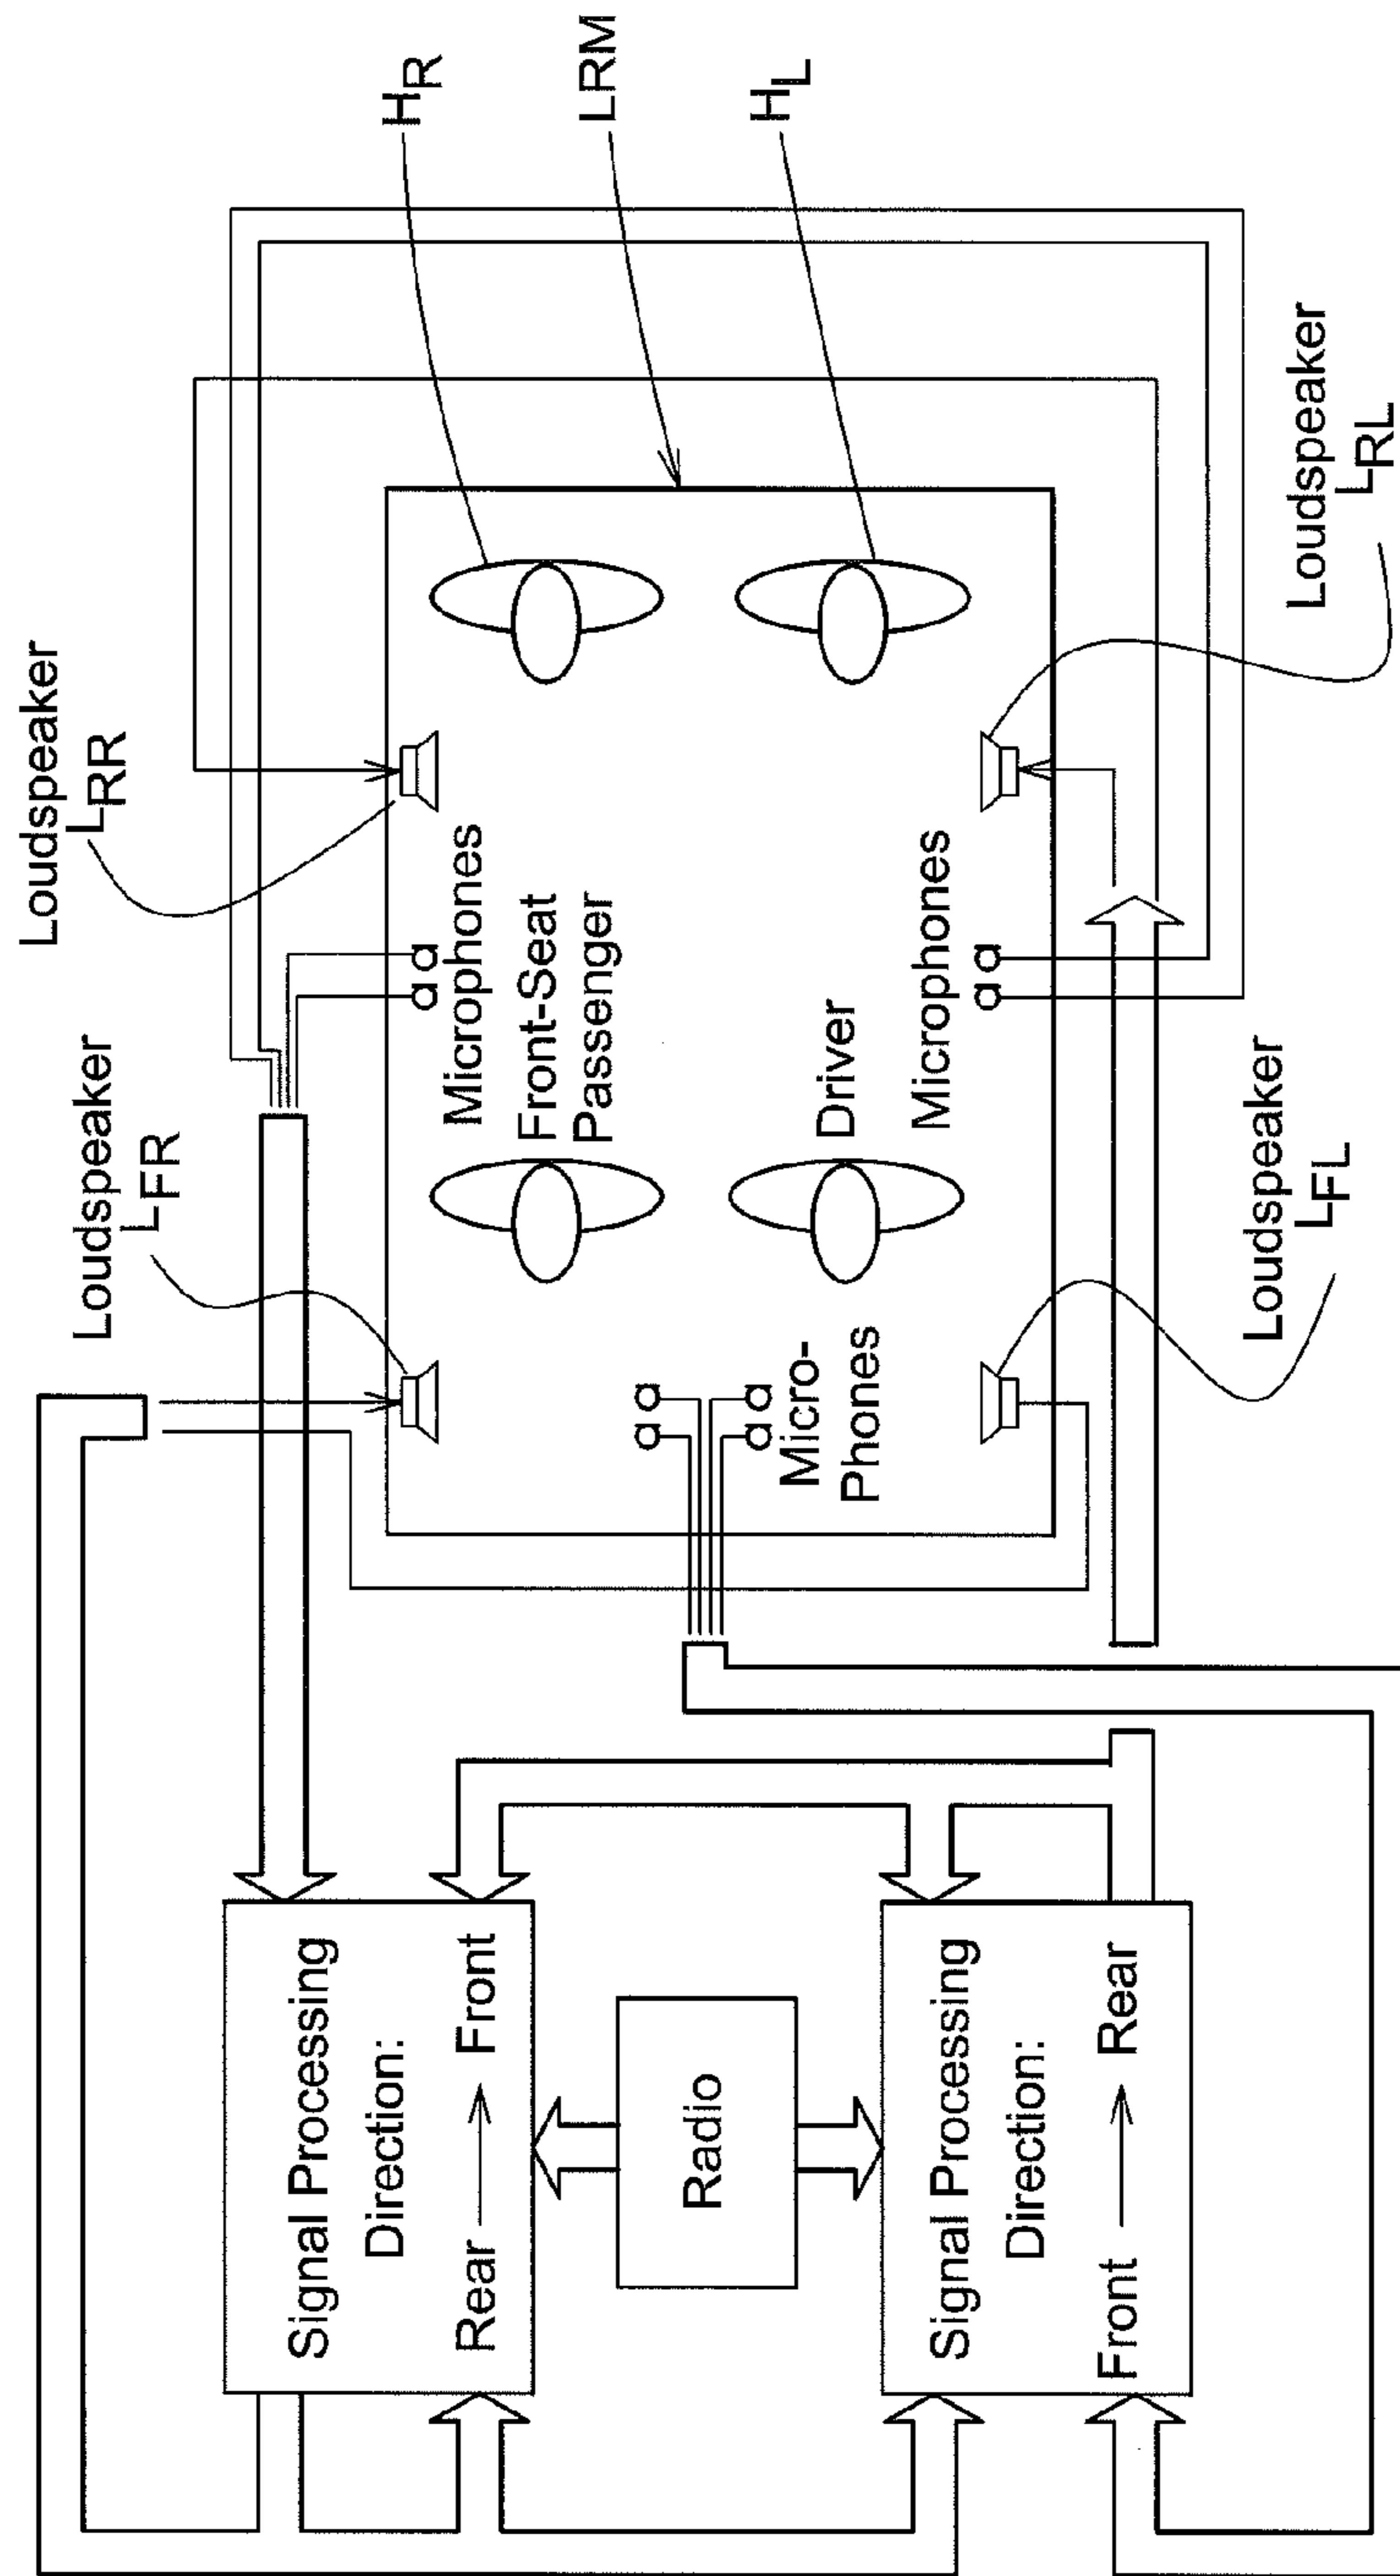 Loudspeaker
LRR
Loudspeaker
LFR
HR
LRM
HL
Microphones
Front-Seat
Passenger
Driver
Microphones
Micro-
Phones
Loudspeaker
LRL
Loudspeaker
LFL
Signal Processing
Direction:
Rear Front
Radio
Signal Processing
Direction:
Front Rear